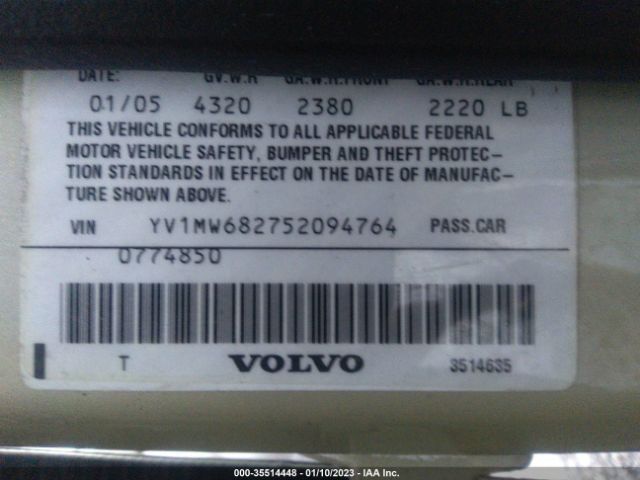 DATE: G.V.W.R G.A.W.R.FRONT G.A.W.R.REAR
01/05 4320 2380 2220 LB
THIS VEHICLE CONFORMS TO ALL APPLICABLE FEDERAL
MOTOR VEHICLE SAFETY, BUMPER AND THEFT PROTEC–
TION STANDARDS IN EFFECT ON THE DATE OF MANUFAC–
TURE SHOWN ABOVE.
VIN YV1MW682752094764 PASS.CAR
0774850
T VOLVO 3514635
000-35514448 - 01/10/2023 - IAA Inc.